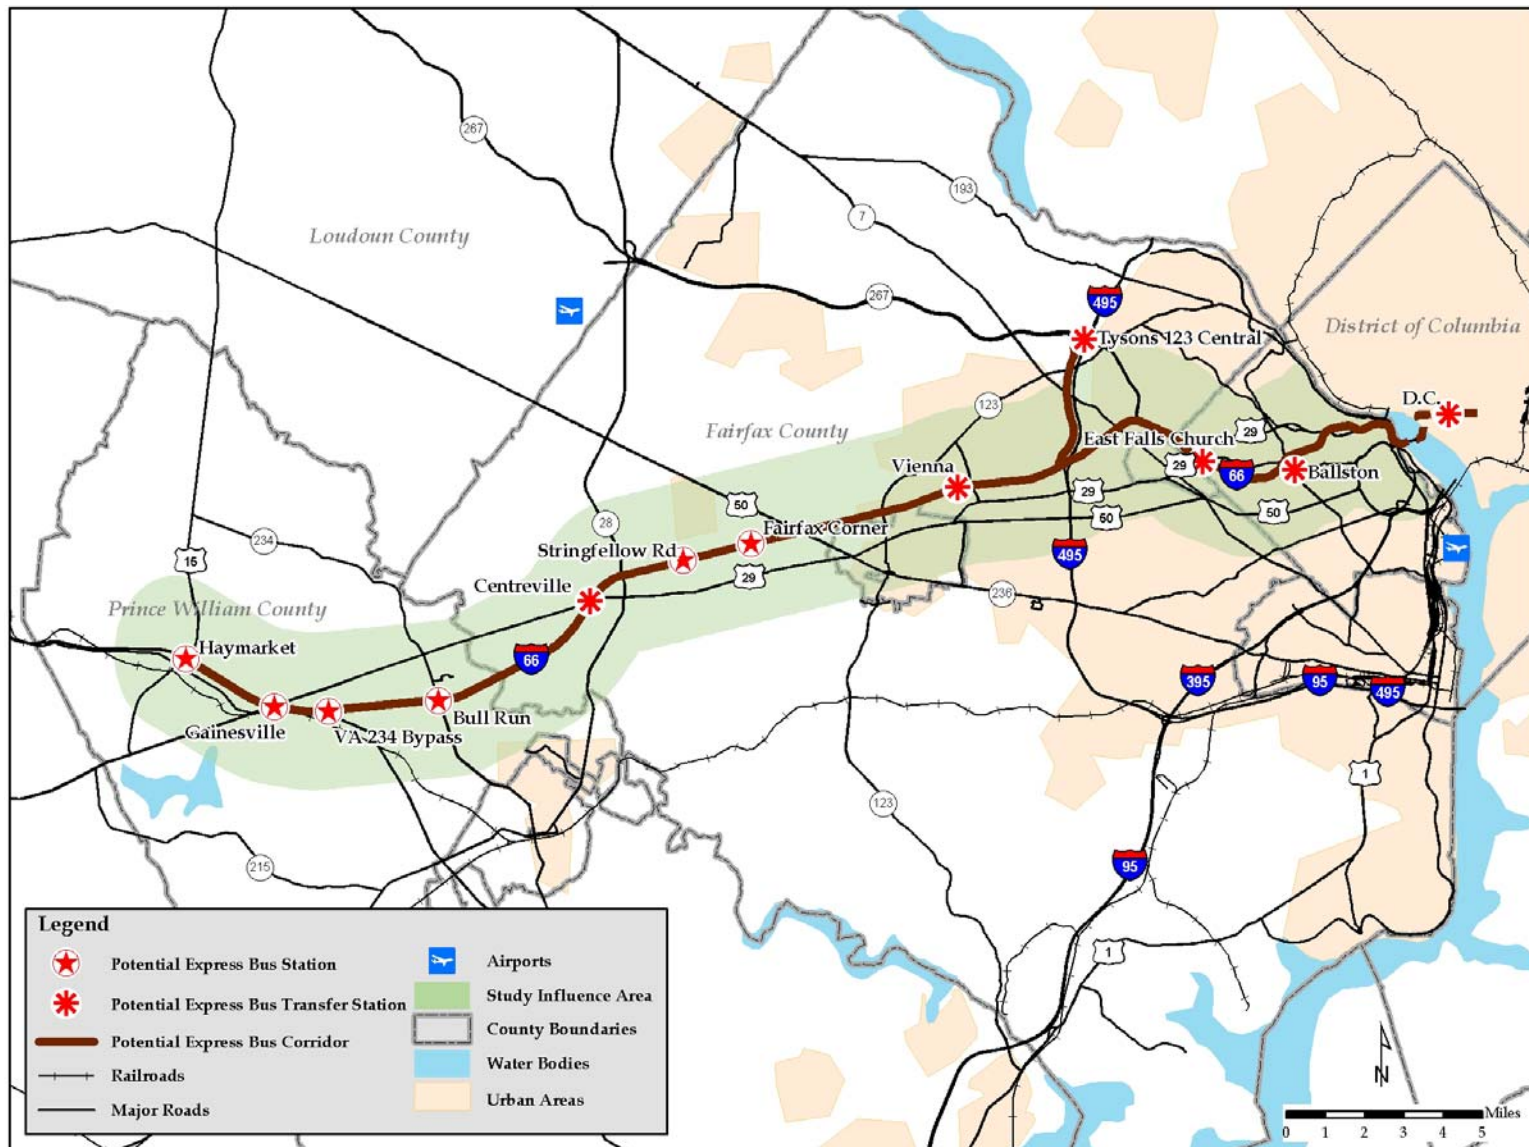 267
193
7
Loudoun County
267
495
District of Columbia
Tysons 123 Central
D.C.
123
Fairfax County
29
East Falls Church
Vienna
29
66
Ballston
29
50
50
50
28
Fairfax Corner
234
Stringfellow Rd
495
15
29
Centreville
236
Prince William County
Haymarket
66
395
95
495
Bull Run
Gainesville
VA 234 Bypass
1
123
95
215
1
Legend
Potential Express Bus Station
Potential Express Bus Transfer Station
Potential Express Bus Corridor
Railroads
Major Roads
Airports
Study Influence Area
County Boundaries
Water Bodies
Urban Areas
N
Miles
0 1 2 3 4 5